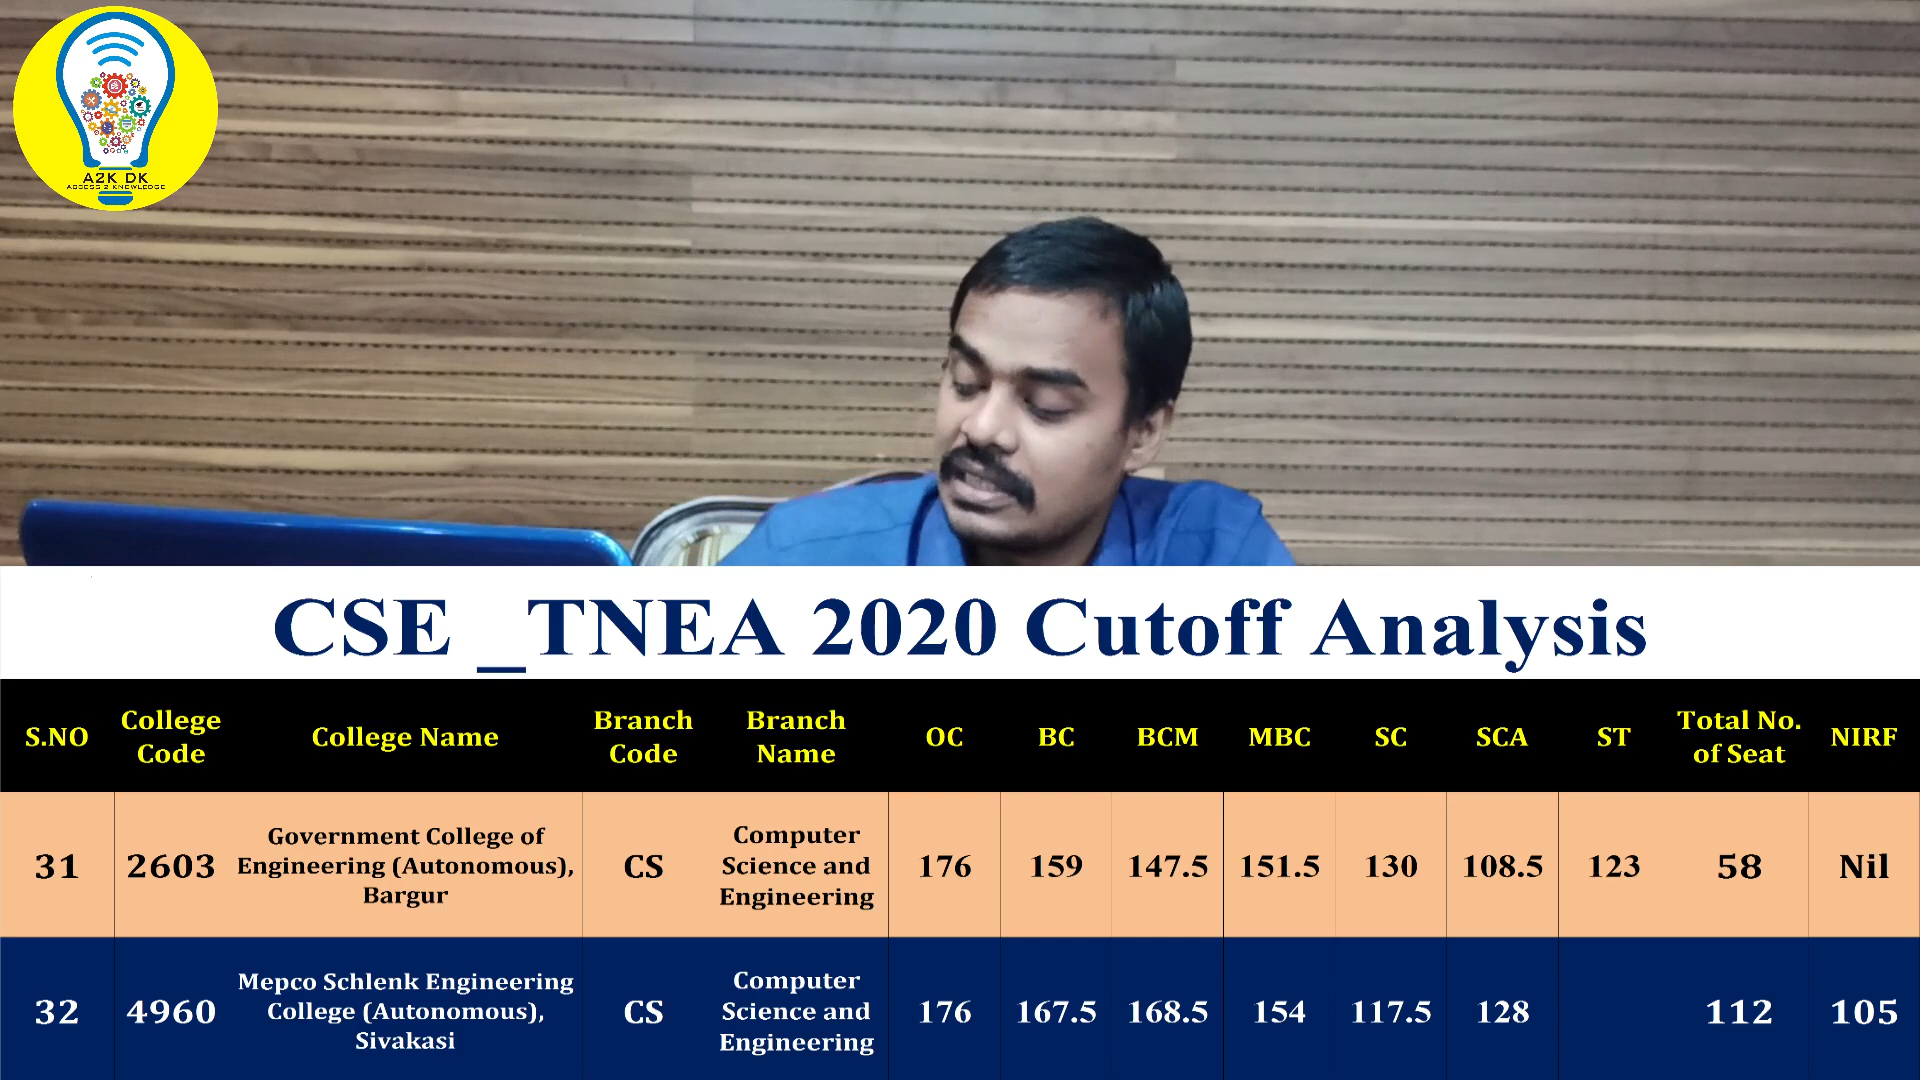 A2K DK
ACCESS 2 KNOWLEDGE
CSE _TNEA 2020 Cutoff Analysis
S.NO College Code College Name Branch Code Branch Name OC BC BCM MBC SC SCA ST Total No. of Seat NIRF
31 2603 Government College of Engineering (Autonomous), Bargur CS Computer Science and Engineering 176 159 147.5 151.5 130 108.5 123 58 Nil
32 4960 Mepco Schlenk Engineering College (Autonomous), Sivakasi CS Computer Science and Engineering 176 167.5 168.5 154 117.5 128 112 105